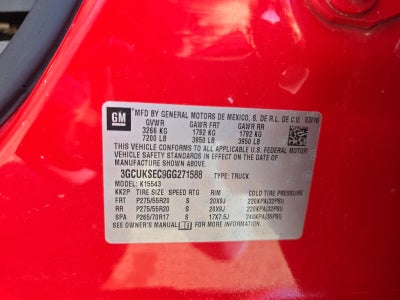 GM
MFD BY GENERAL MOTORS DE MEXICO, S. DE R.L. DE C.V. 03/16
GVWR GAWR FRT GAWR RR
3266 KG 1792 KG 1792 KG
7200 LB 3950 LB 3950 LB
THIS VEHICLE CONFORMS TO ALL APPLICABLE U.S. FEDERAL
VEHICLE SAFETY STANDARDS IN EFFECT ON THE DATE OF
MANUFACTURE SHOWN ABOVE.
3GCUKSEC9GG271588 TYPE: TRUCK
MODEL: K15543
KK2P TIRE SIZE SPEED RTG RIM COLD TIRE PRESSURE
FRT P275/55R20 S 20X9J 220KPA(32PSI)
RR P275/55R20 S 20X9J 220KPA(32PSI)
SPA P265/70R17 S 17X7.5J 240KPA(35PSI)
SEE OWNER'S MANUAL FOR MORE INFORMATION.